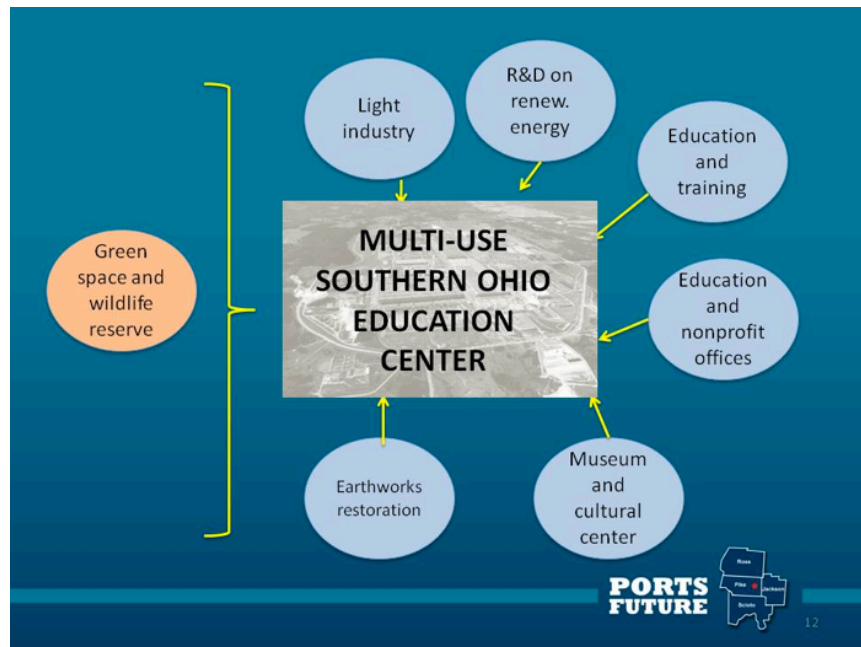 Light
industry
R&D on
renew.
energy
Education
and
training
Green
space and
wildlife
reserve
MULTI-USE
SOUTHERN OHIO
EDUCATION
CENTER
Education
and
nonprofit
offices
Earthworks
restoration
Museum
and
cultural
center
PORTS
FUTURE
Ross
Pike
Jackson
Scioto
12